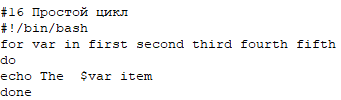 #16 Простой цикл
#!/bin/bash
for var in first second third fourth fifth
do
echo The  $var item
done